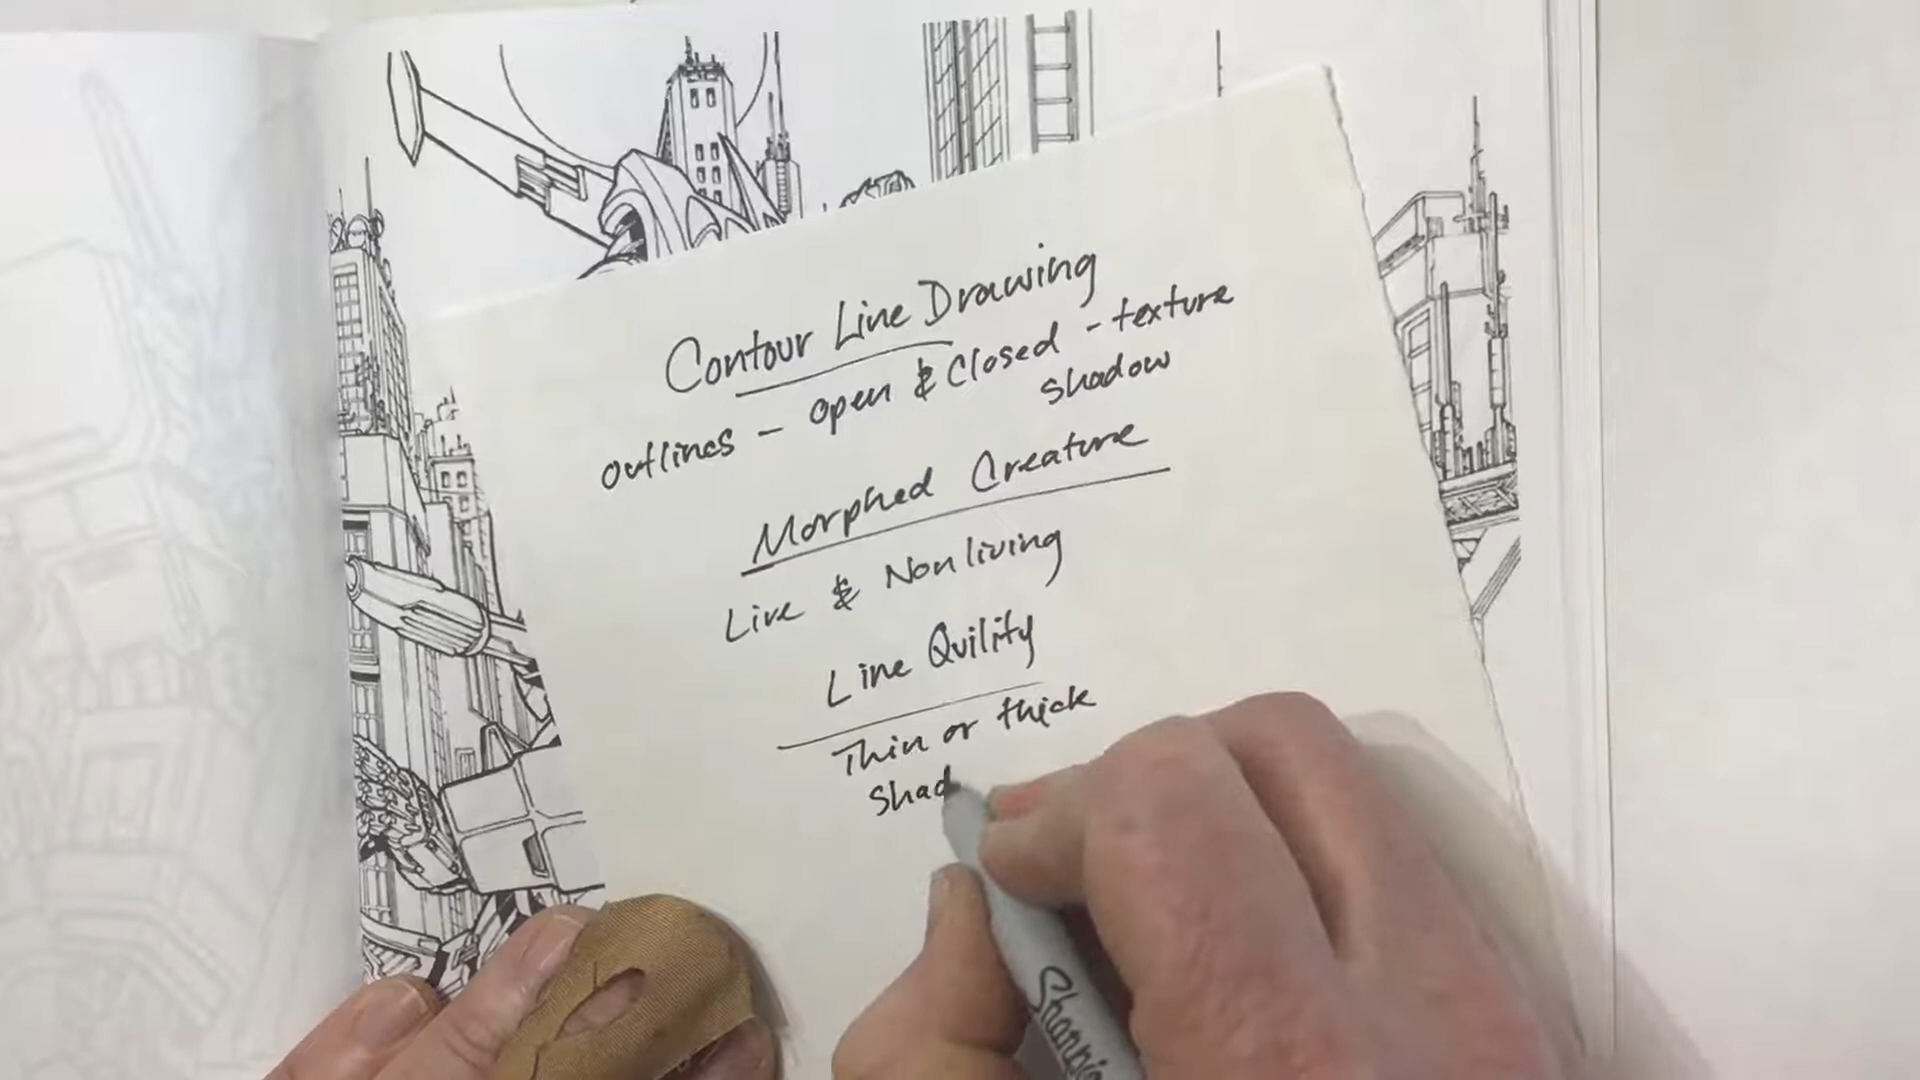 Contour Line Drawing
outlines - open & Closed - texture
shadow
Morphed Creature
Live & Nonliving
Line Quility
Thin or thick
Shad
Sharpie